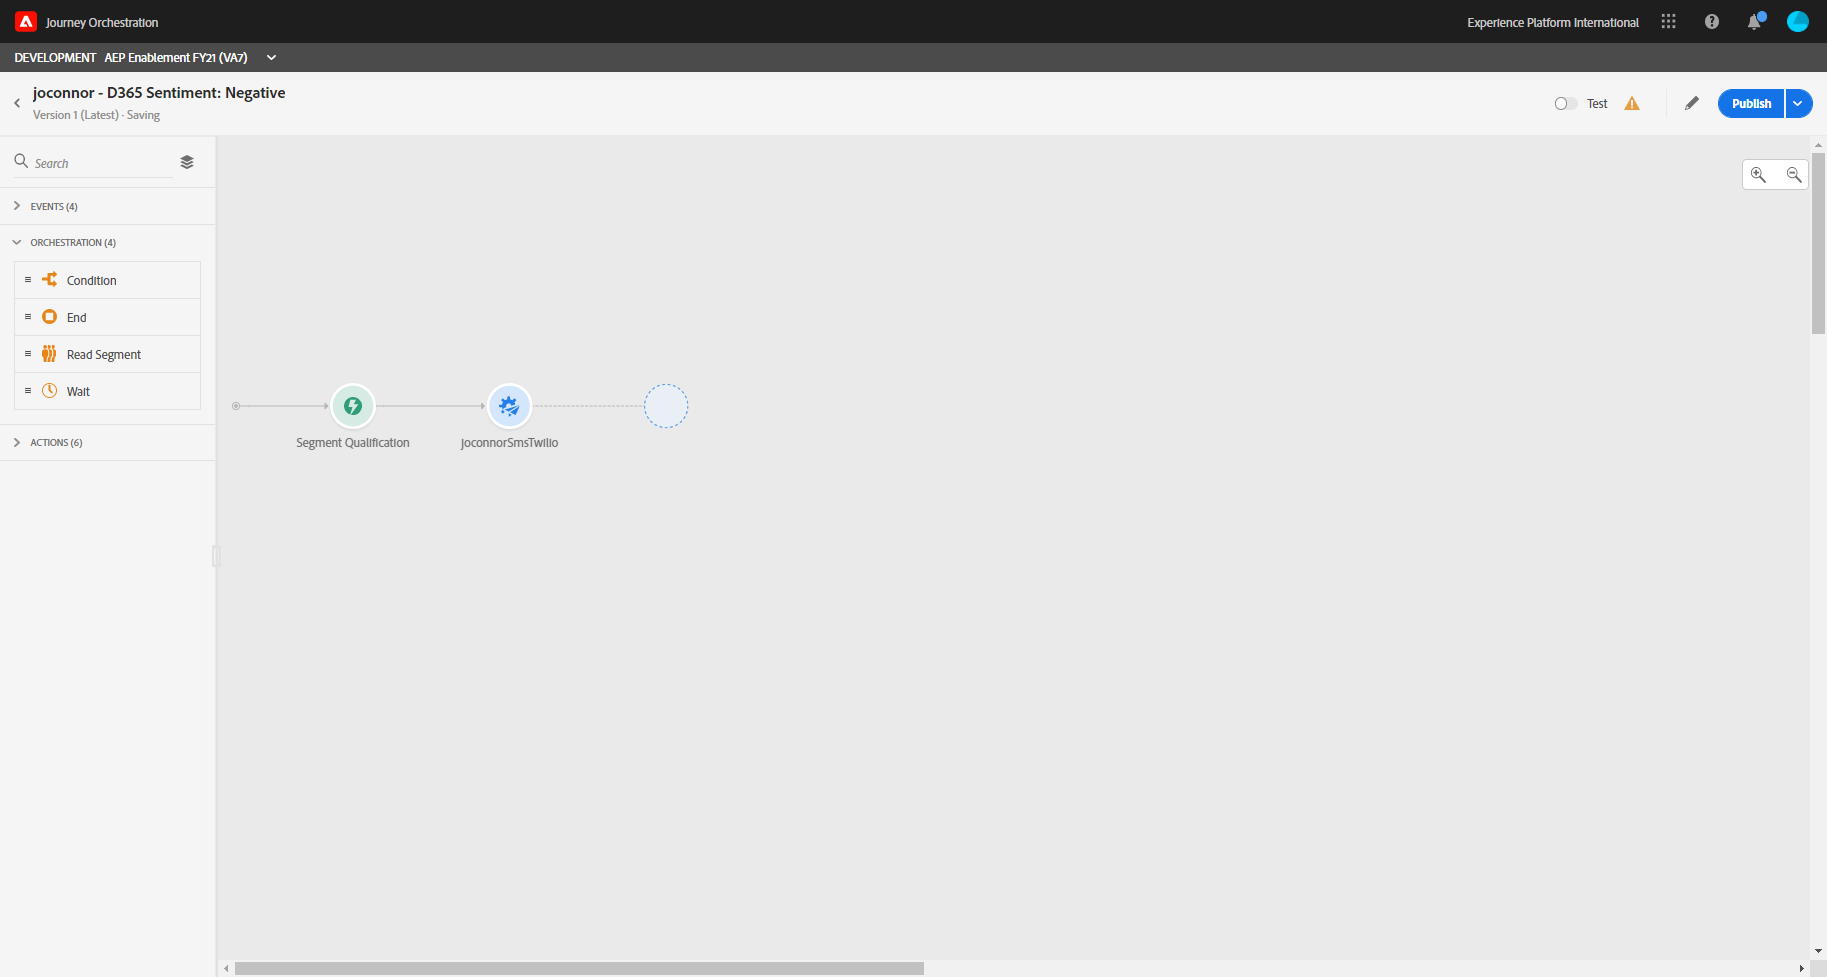 Journey Orchestration
Experience Platform International
DEVELOPMENT AEP Enablement FY21 (VA7)
joconnor - D365 Sentiment: Negative
Version 1 (Latest) · Saving
Test
Publish
Search
EVENTS (4)
ORCHESTRATION (4)
Condition
End
Read Segment
Wait
ACTIONS (6)
Segment Qualification
joconnorSmsTwilio